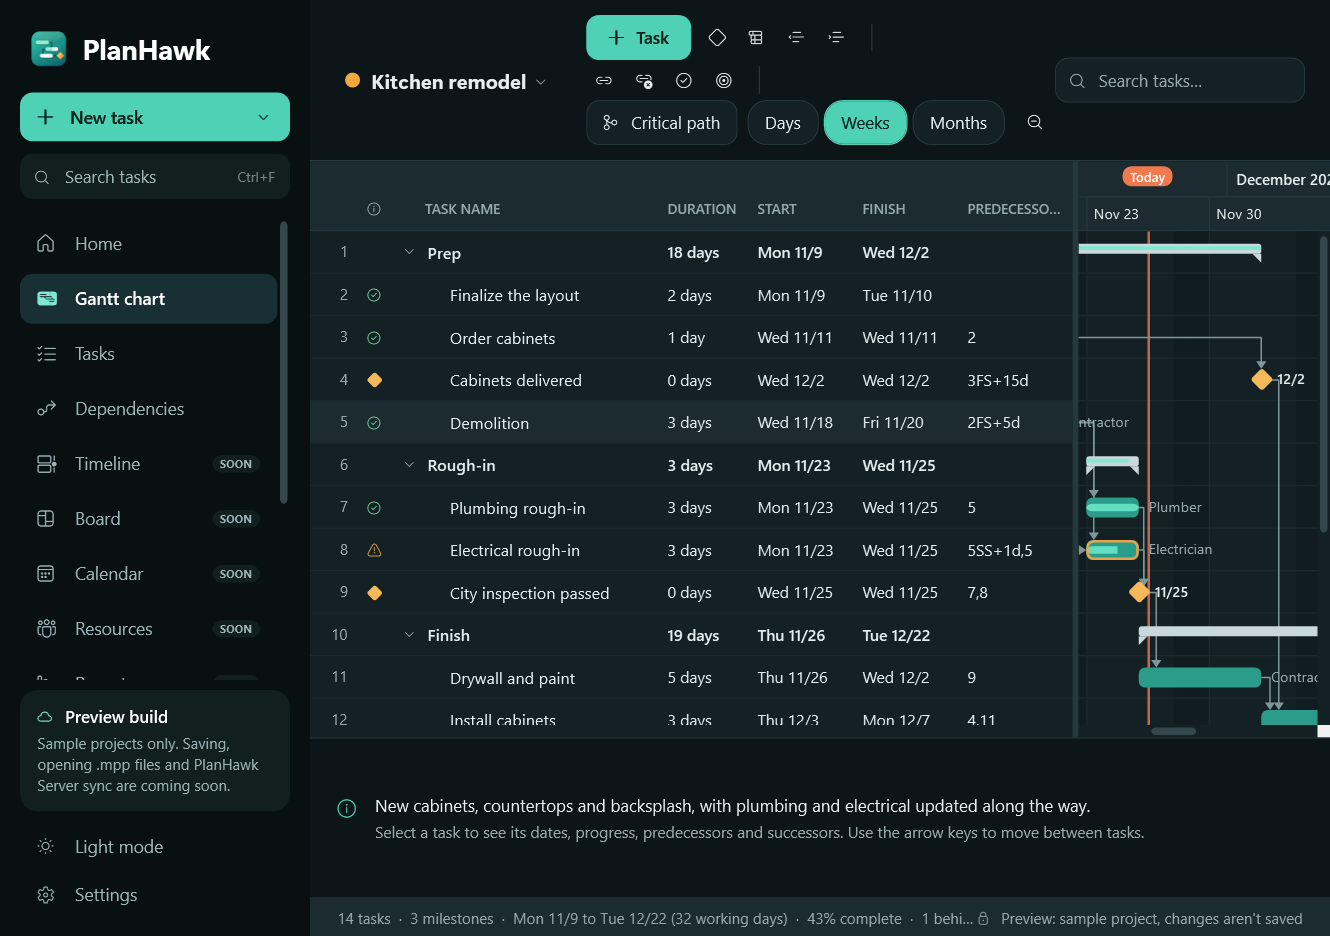 PlanHawk
New task
Search tasks Ctrl+F
Home
Gantt chart
Tasks
Dependencies
Timeline SOON
Board SOON
Calendar SOON
Resources SOON
Preview build
Sample projects only. Saving,
opening .mpp files and PlanHawk
Server sync are coming soon.
Light mode
Settings
Kitchen remodel
Task
Critical path Days Weeks Months
Search tasks...
TASK NAME DURATION START FINISH PREDECESSO...
1 Prep 18 days Mon 11/9 Wed 12/2
2 Finalize the layout 2 days Mon 11/9 Tue 11/10
3 Order cabinets 1 day Wed 11/11 Wed 11/11 2
4 Cabinets delivered 0 days Wed 12/2 Wed 12/2 3FS+15d
5 Demolition 3 days Wed 11/18 Fri 11/20 2FS+5d
6 Rough-in 3 days Mon 11/23 Wed 11/25
7 Plumbing rough-in 3 days Mon 11/23 Wed 11/25 5
8 Electrical rough-in 3 days Mon 11/23 Wed 11/25 5SS+1d,5
9 City inspection passed 0 days Wed 11/25 Wed 11/25 7,8
10 Finish 19 days Thu 11/26 Tue 12/22
11 Drywall and paint 5 days Thu 11/26 Wed 12/2 9
12 Install cabinets 3 days Thu 12/3 Mon 12/7 4,11
Today
December 202
Nov 23 Nov 30
12/2
ntractor
Plumber
Electrician
11/25
Contrac
New cabinets, countertops and backsplash, with plumbing and electrical updated along the way.
Select a task to see its dates, progress, predecessors and successors. Use the arrow keys to move between tasks.
14 tasks · 3 milestones · Mon 11/9 to Tue 12/22 (32 working days) · 43% complete · 1 behi... Preview: sample project, changes aren't saved